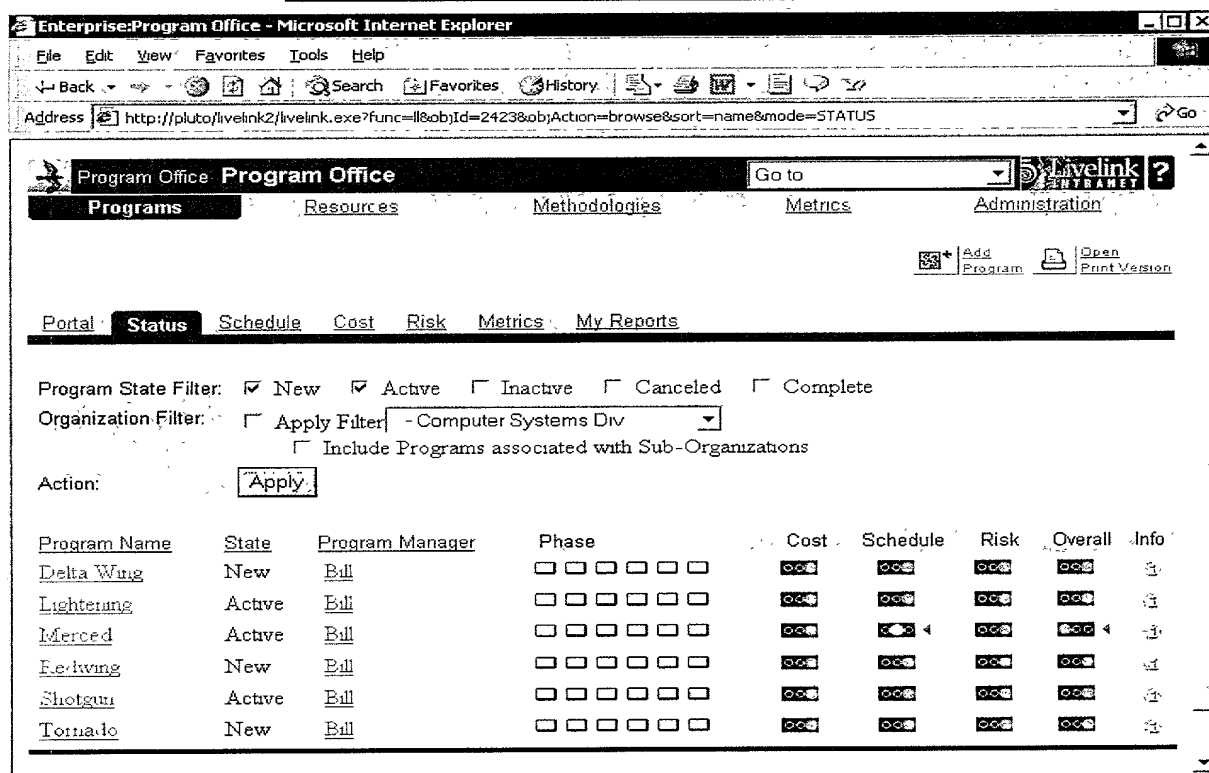 Enterprise:Program Office - Microsoft Internet Explorer
File Edit View Favorites Tools Help
Back Search Favorites History
Address http://pluto/livelink2/livelink.exe?func=ll&objId=2423&objAction=browse&sort=name&mode=STATUS Go
Program Office Program Office Go to Livelink INTRANET ?
Programs Resources Methodologies Metrics Administration
Add Program Open Print Version
Portal Status Schedule Cost Risk Metrics My Reports
Program State Filter: New Active Inactive Canceled Complete
Organization Filter: Apply Filter - Computer Systems Div
Include Programs associated with Sub-Organizations
Action: Apply
Program Name State Program Manager Phase Cost Schedule Risk Overall Info
Delta Wing New Bill
Lightening Active Bill
Merced Active Bill
Redwing New Bill
Shotgun Active Bill
Tornado New Bill